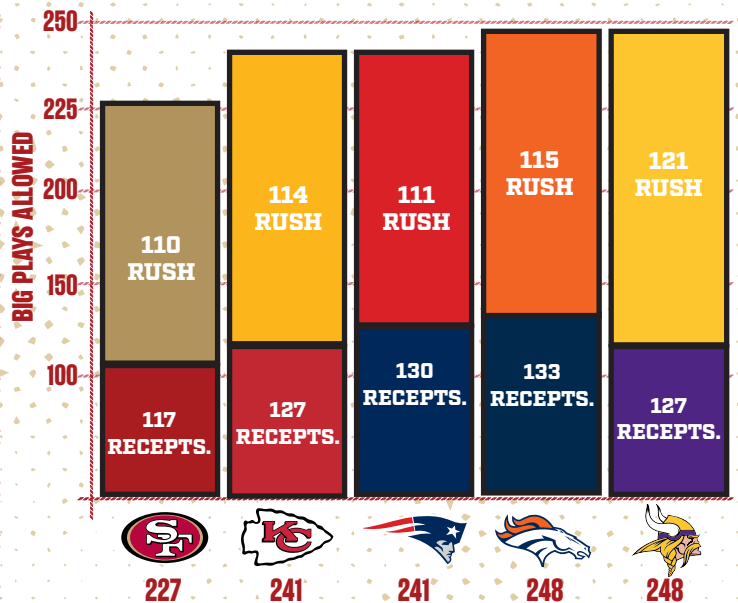 BIG PLAYS ALLOWED
250
225
200
150
100
110
RUSH
117
RECEPTS.
114
RUSH
127
RECEPTS.
111
RUSH
130
RECEPTS.
115
RUSH
133
RECEPTS.
121
RUSH
127
RECEPTS.
SF
KC
227
241
241
248
248